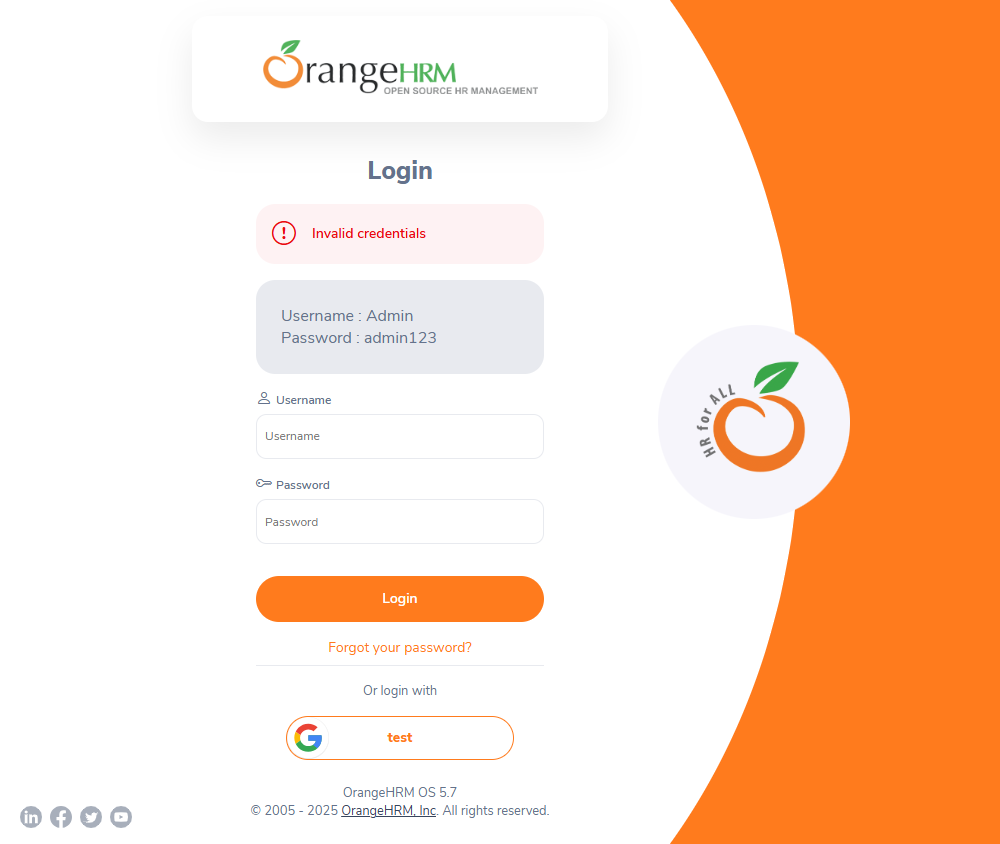 OrangeHRM
OPEN SOURCE HR MANAGEMENT
Login
Invalid credentials
Username : Admin
Password : admin123
Username
Username
Password
Password
Login
Forgot your password?
Or login with
test
OrangeHRM OS 5.7
© 2005 - 2025 OrangeHRM, Inc. All rights reserved.
HR for ALL